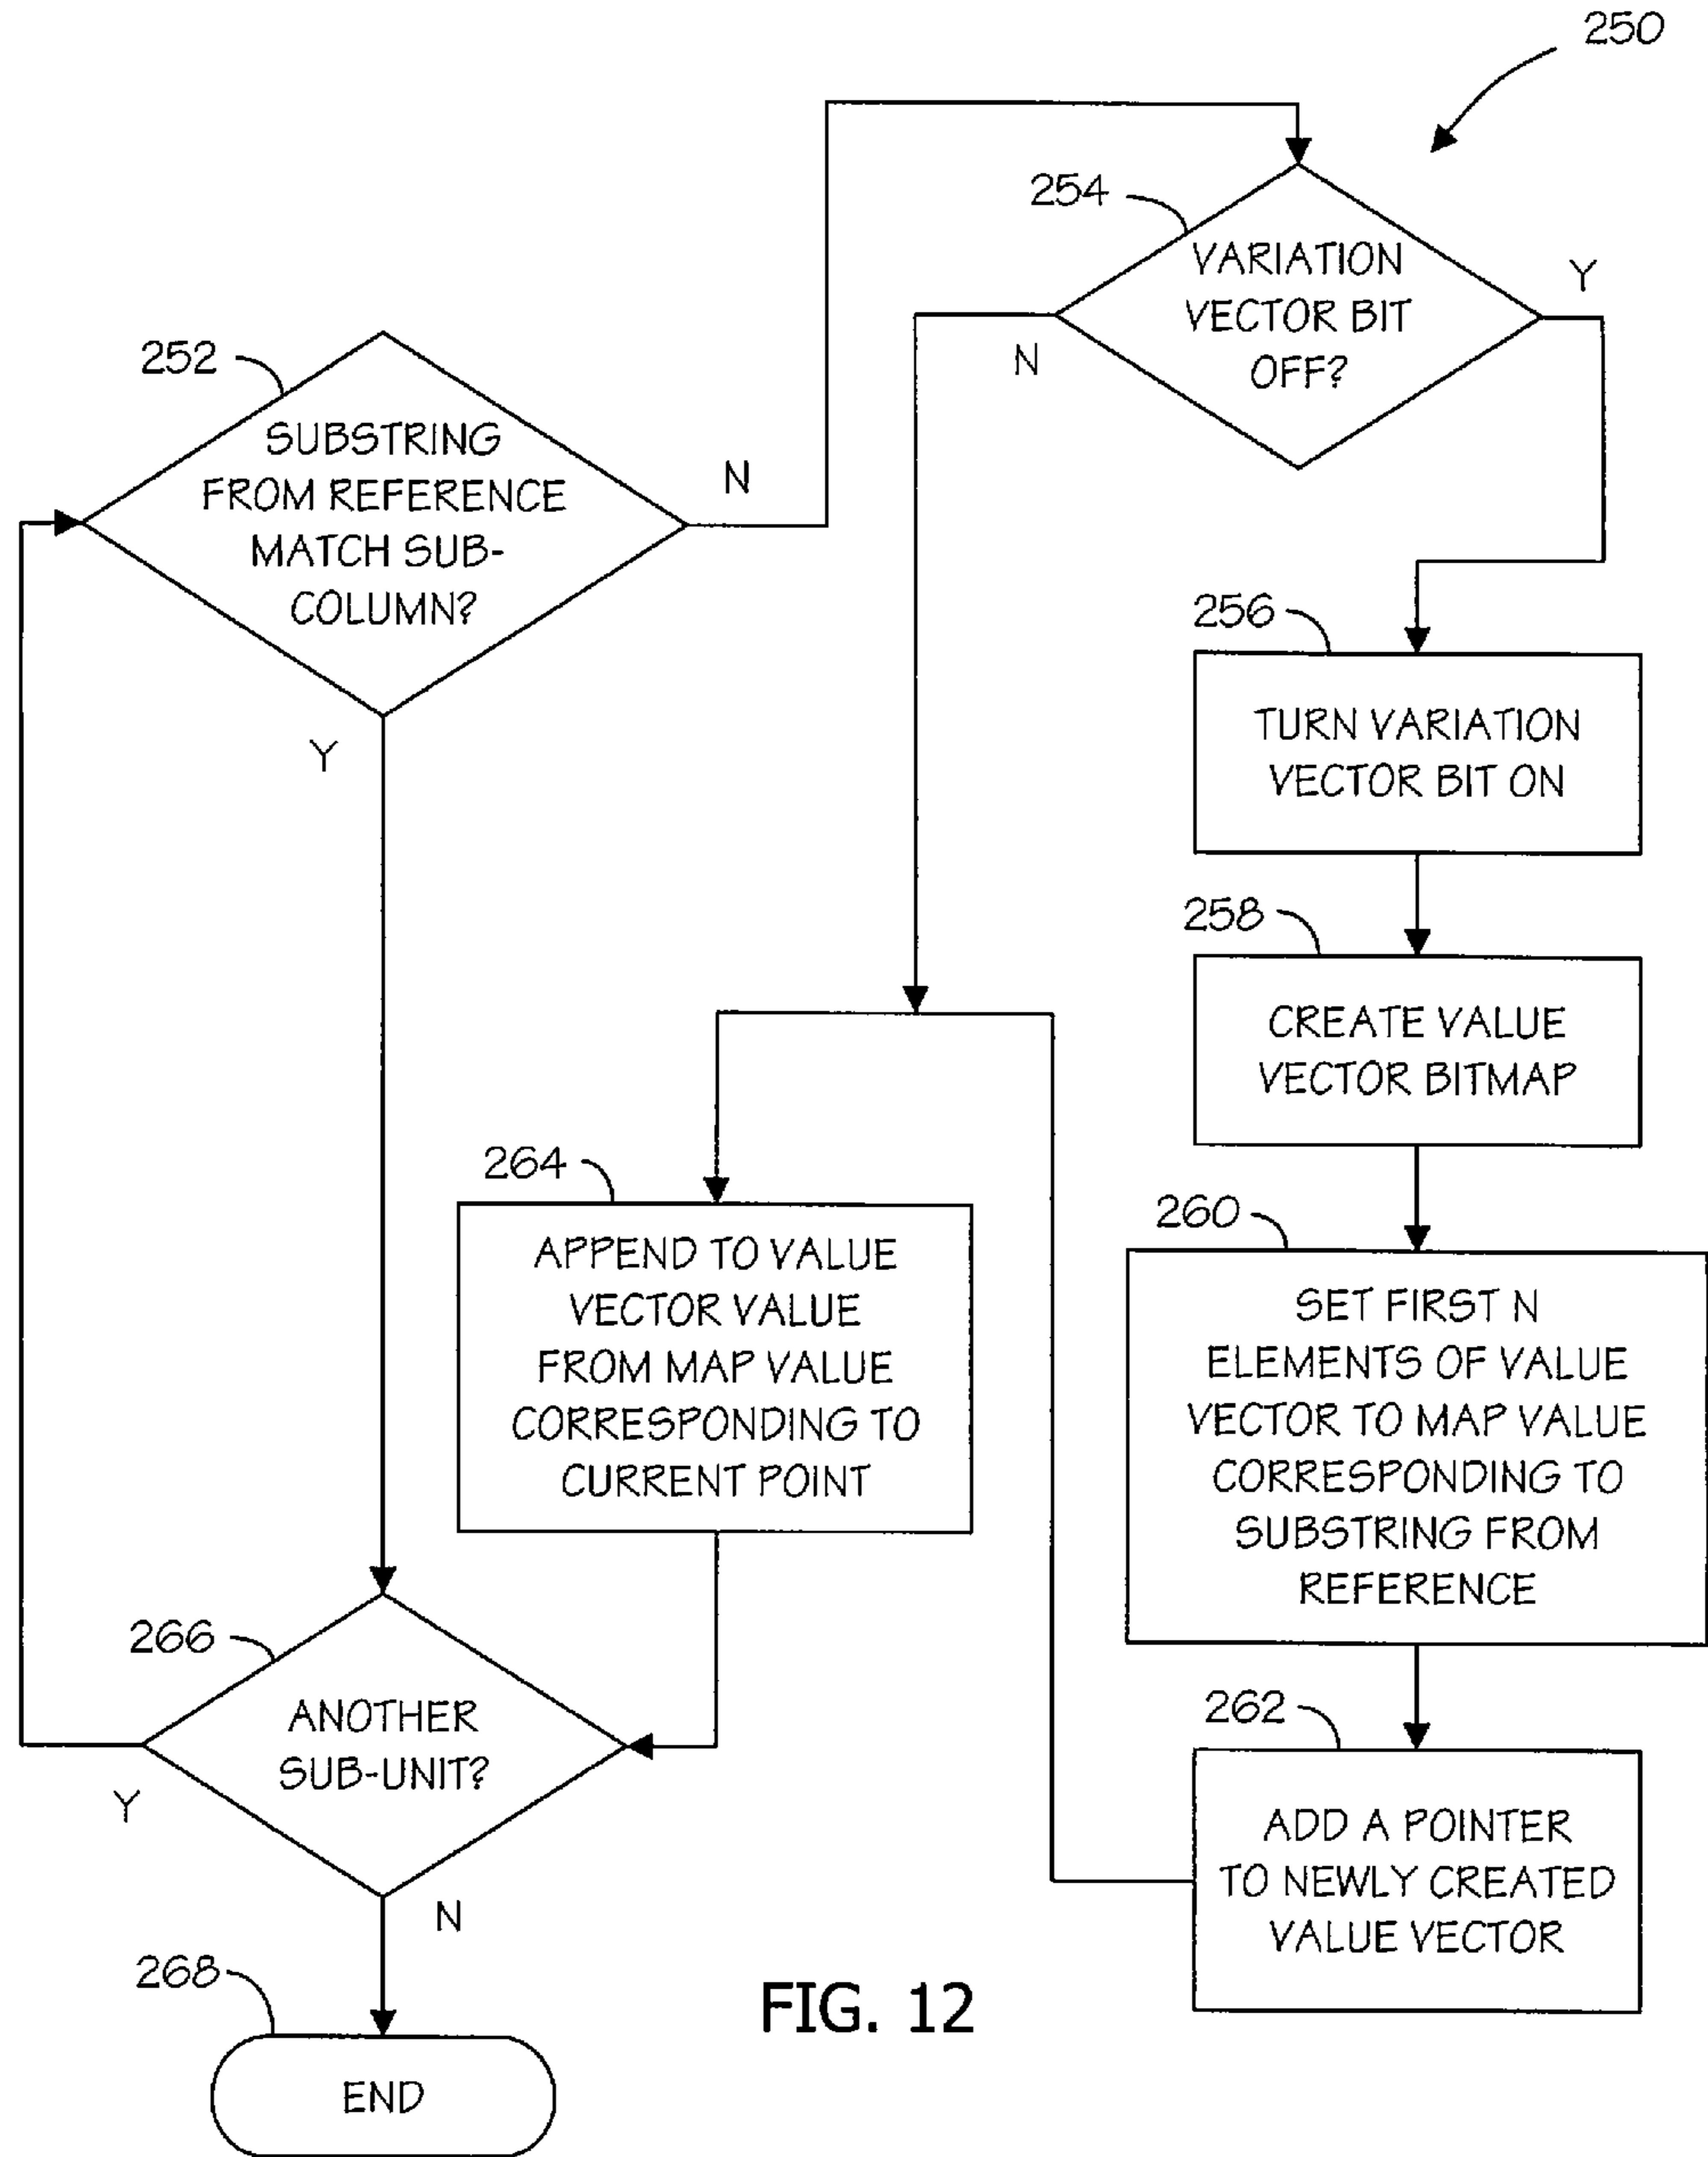 250
254
VARIATION
VECTOR BIT
OFF?
Y
N
252
SUBSTRING
FROM REFERENCE
MATCH SUB-
COLUMN?
N
Y
256
TURN VARIATION
VECTOR BIT ON
258
CREATE VALUE
VECTOR BITMAP
260
SET FIRST N
ELEMENTS OF VALUE
VECTOR TO MAP VALUE
CORRESPONDING TO
SUBSTRING FROM
REFERENCE
262
ADD A POINTER
TO NEWLY CREATED
VALUE VECTOR
264
APPEND TO VALUE
VECTOR VALUE
FROM MAP VALUE
CORRESPONDING TO
CURRENT POINT
266
ANOTHER
SUB-UNIT?
Y
N
268
END
FIG. 12